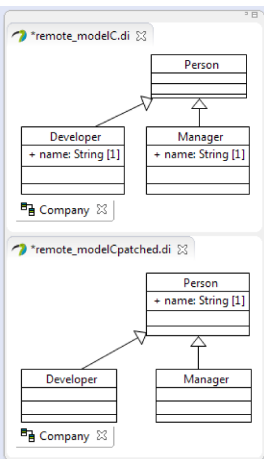 *remote_modelC.di
Person
Developer
+ name: String [1]
Manager
+ name: String [1]
Company
*remote_modelCpatched.di
Person
+ name: String [1]
Developer
Manager
Company